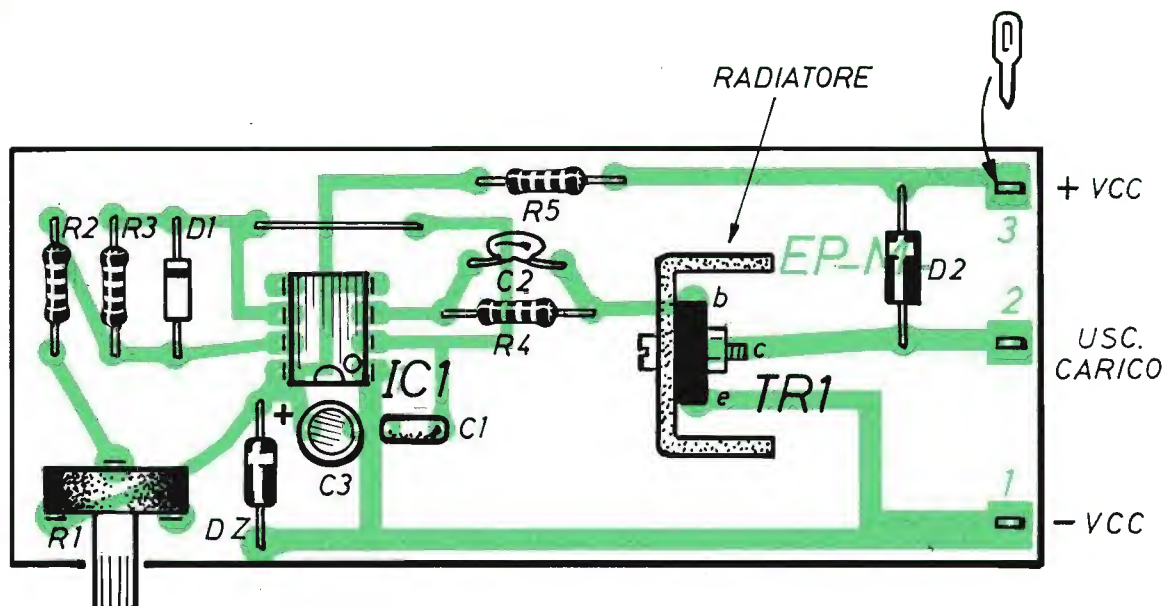 RADIATORE
+ VCC
3
R5
R2
R3
D1
C2
EP-M
D2
b
2
R4
c
USC.
CARICO
IC1
e
TR1
+
C1
C3
1
R1
DZ
- VCC